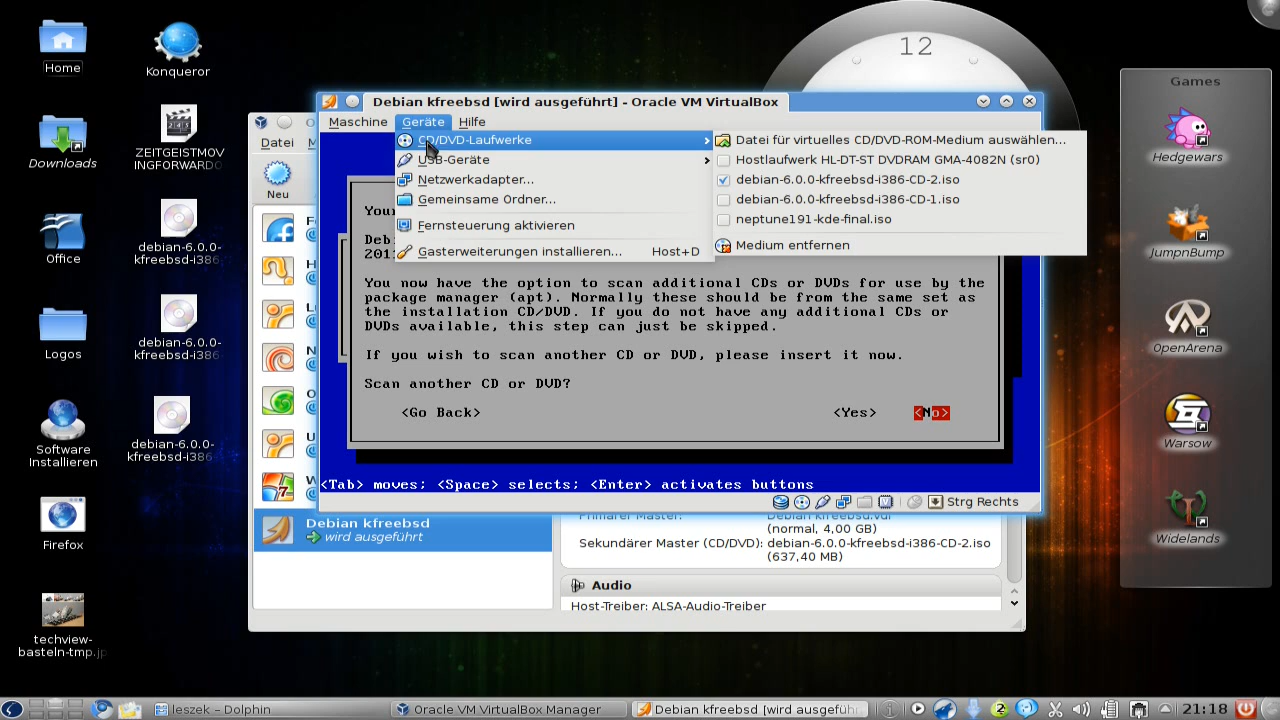 Home
Konqueror
Downloads
ZEITGEISTMOV
INGFORWARD
Office
debian-6.0.0-
kfreebsd-i386
Logos
debian-6.0.0-
kfreebsd-i386
Software
Installieren
debian-6.0.0-
kfreebsd-i386-
Firefox
techview-
basteln-tmp.jp
12
Debian kfreebsd [wird ausgeführt] - Oracle VM VirtualBox
Maschine Geräte Hilfe
CD/DVD-Laufwerke
USB-Geräte
Netzwerkadapter...
Gemeinsame Ordner...
Fernsteuerung aktivieren
Gasterweiterungen installieren... Host+D
Datei für virtuelles CD/DVD-ROM-Medium auswählen...
Hostlaufwerk HL-DT-ST DVDRAM GMA-4082N (sr0)
debian-6.0.0-kfreebsd-i386-CD-2.iso
debian-6.0.0-kfreebsd-i386-CD-1.iso
neptune191-kde-final.iso
Medium entfernen
Datei
Neu
You now have the option to scan additional CDs or DVDs for use by the
package manager (apt). Normally these should be from the same set as
the installation CD/DVD. If you do not have any additional CDs or
DVDs available, this step can just be skipped.
If you wish to scan another CD or DVD, please insert it now.
Scan another CD or DVD?
<Go Back> <Yes> <No>
<Tab> moves; <Space> selects; <Enter> activates buttons
Strg Rechts
Debian kfreebsd
wird ausgeführt
Primärer Master: Debian kfreebsd.vdi
(normal, 4,00 GB)
Sekundärer Master (CD/DVD): debian-6.0.0-kfreebsd-i386-CD-2.iso
(637,40 MB)
Audio
Host-Treiber: ALSA-Audio-Treiber
Games
Hedgewars
JumpnBump
OpenArena
Warsow
Widelands
leszek – Dolphin
Oracle VM VirtualBox Manager
Debian kfreebsd [wird ausgeführ
2
21:18